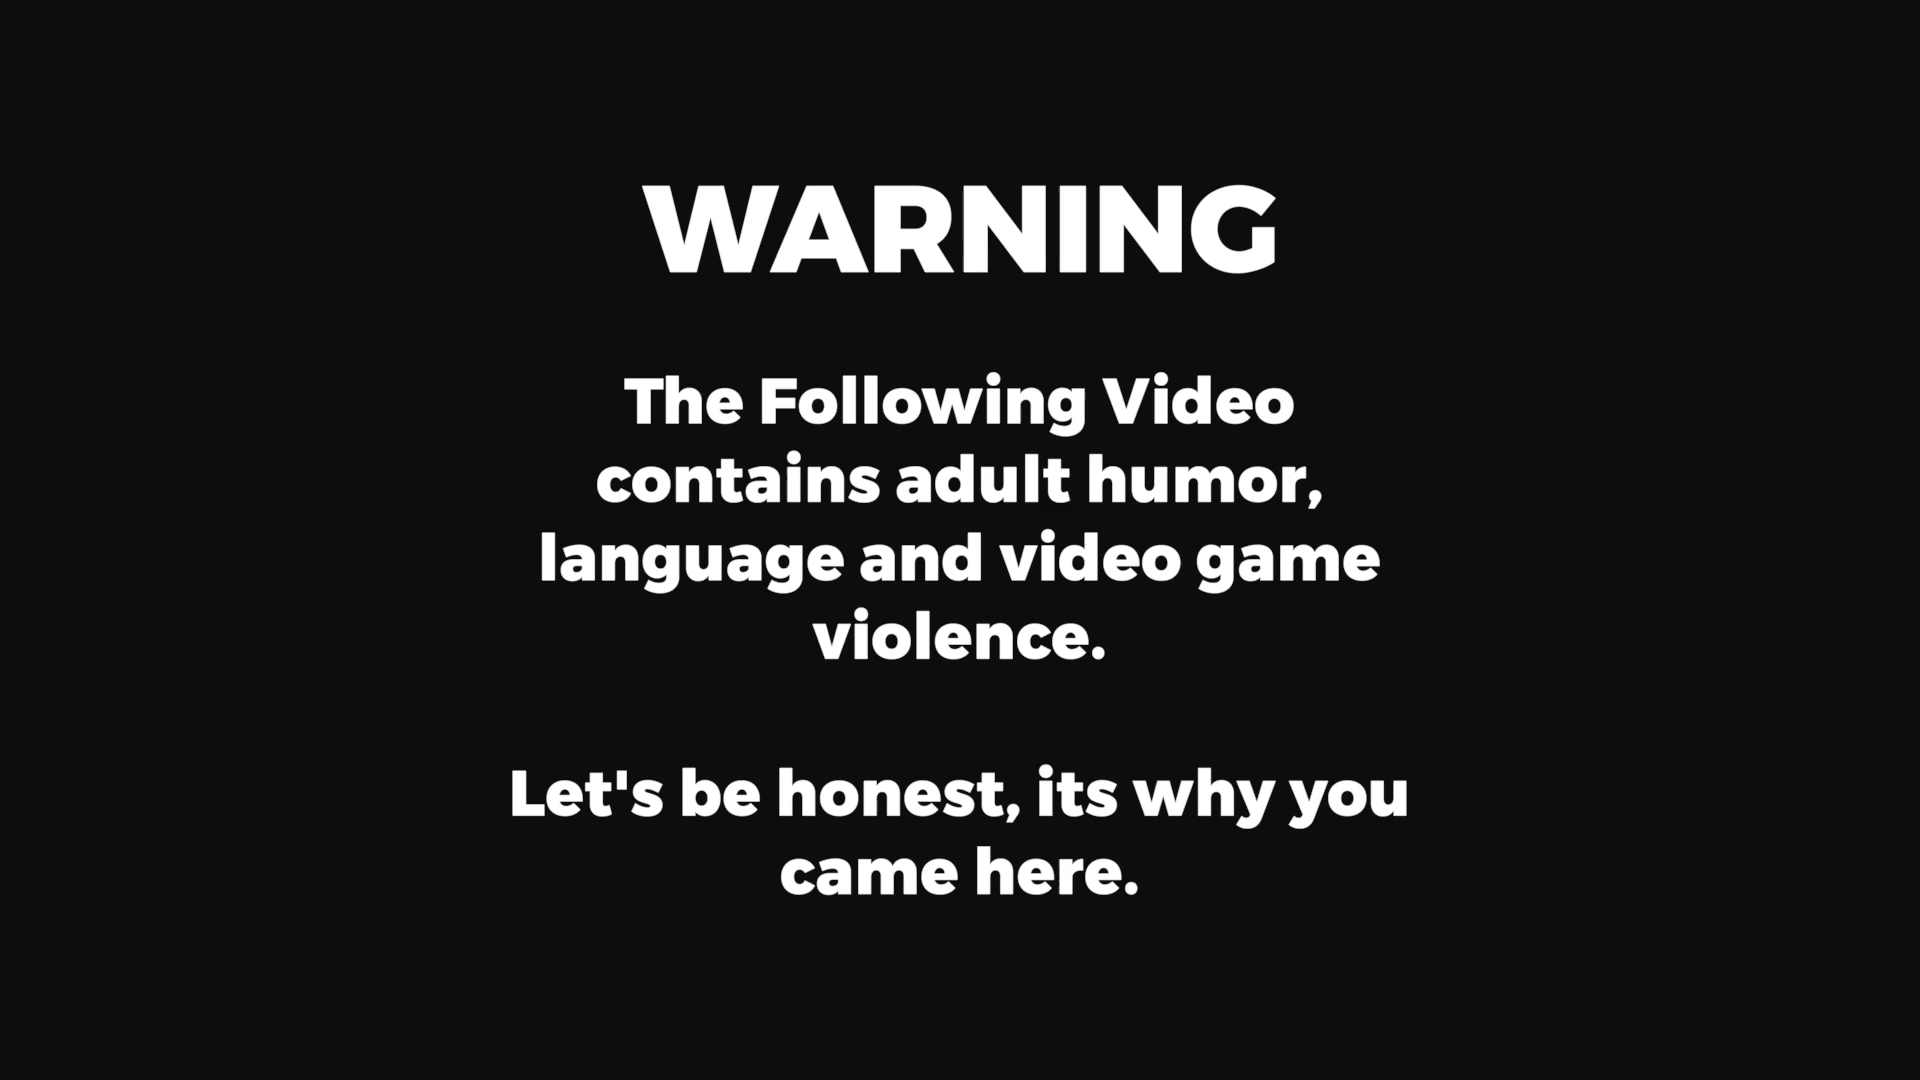 WARNING
The Following Video
contains adult humor,
language and video game
violence.
Let's be honest, its why you
came here.